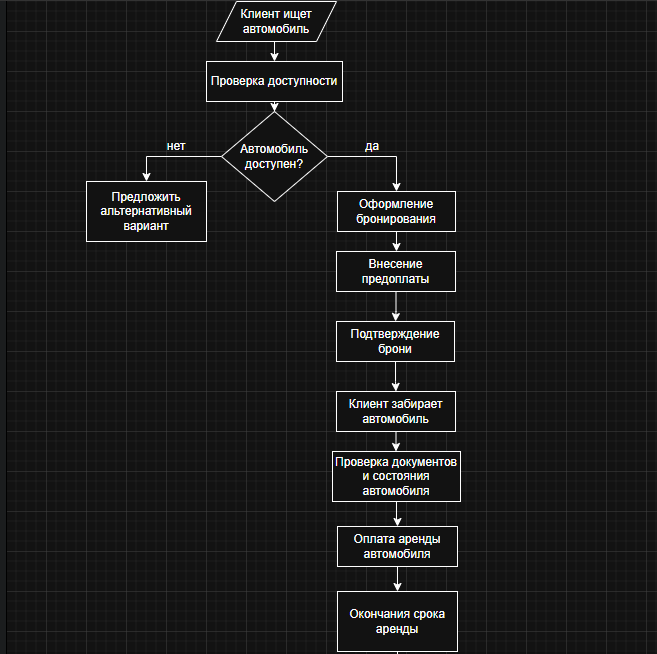 Клиент ищет
автомобиль
Проверка доступности
Автомобиль
доступен?
нет
да
Предложить
альтернативный
вариант
Оформление
бронирования
Внесение
предоплаты
Подтверждение
брони
Клиент забирает
автомобиль
Проверка документов
и состояния
автомобиля
Оплата аренды
автомобиля
Окончания срока
аренды